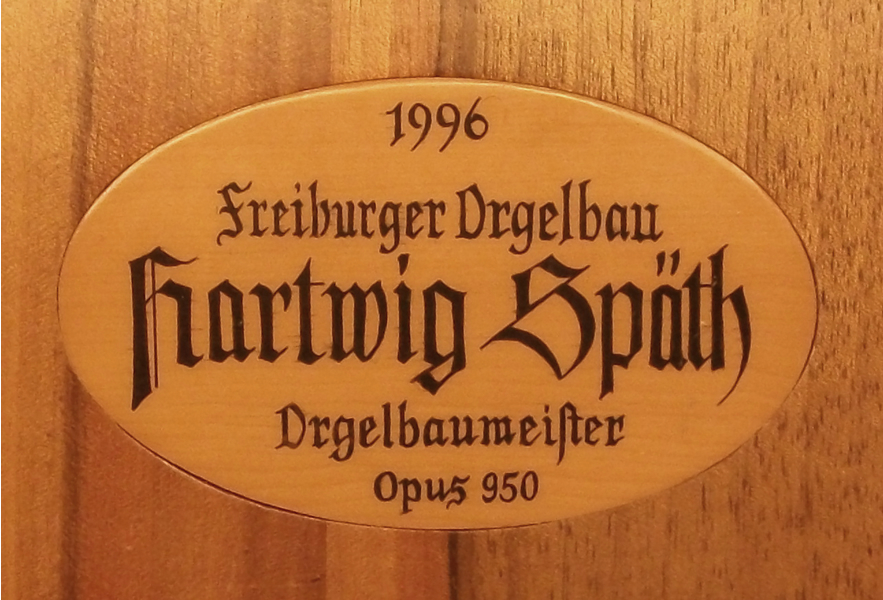 1996
Freiburger Orgelbau
Hartwig Späth
Orgelbaumeister
Opus 950